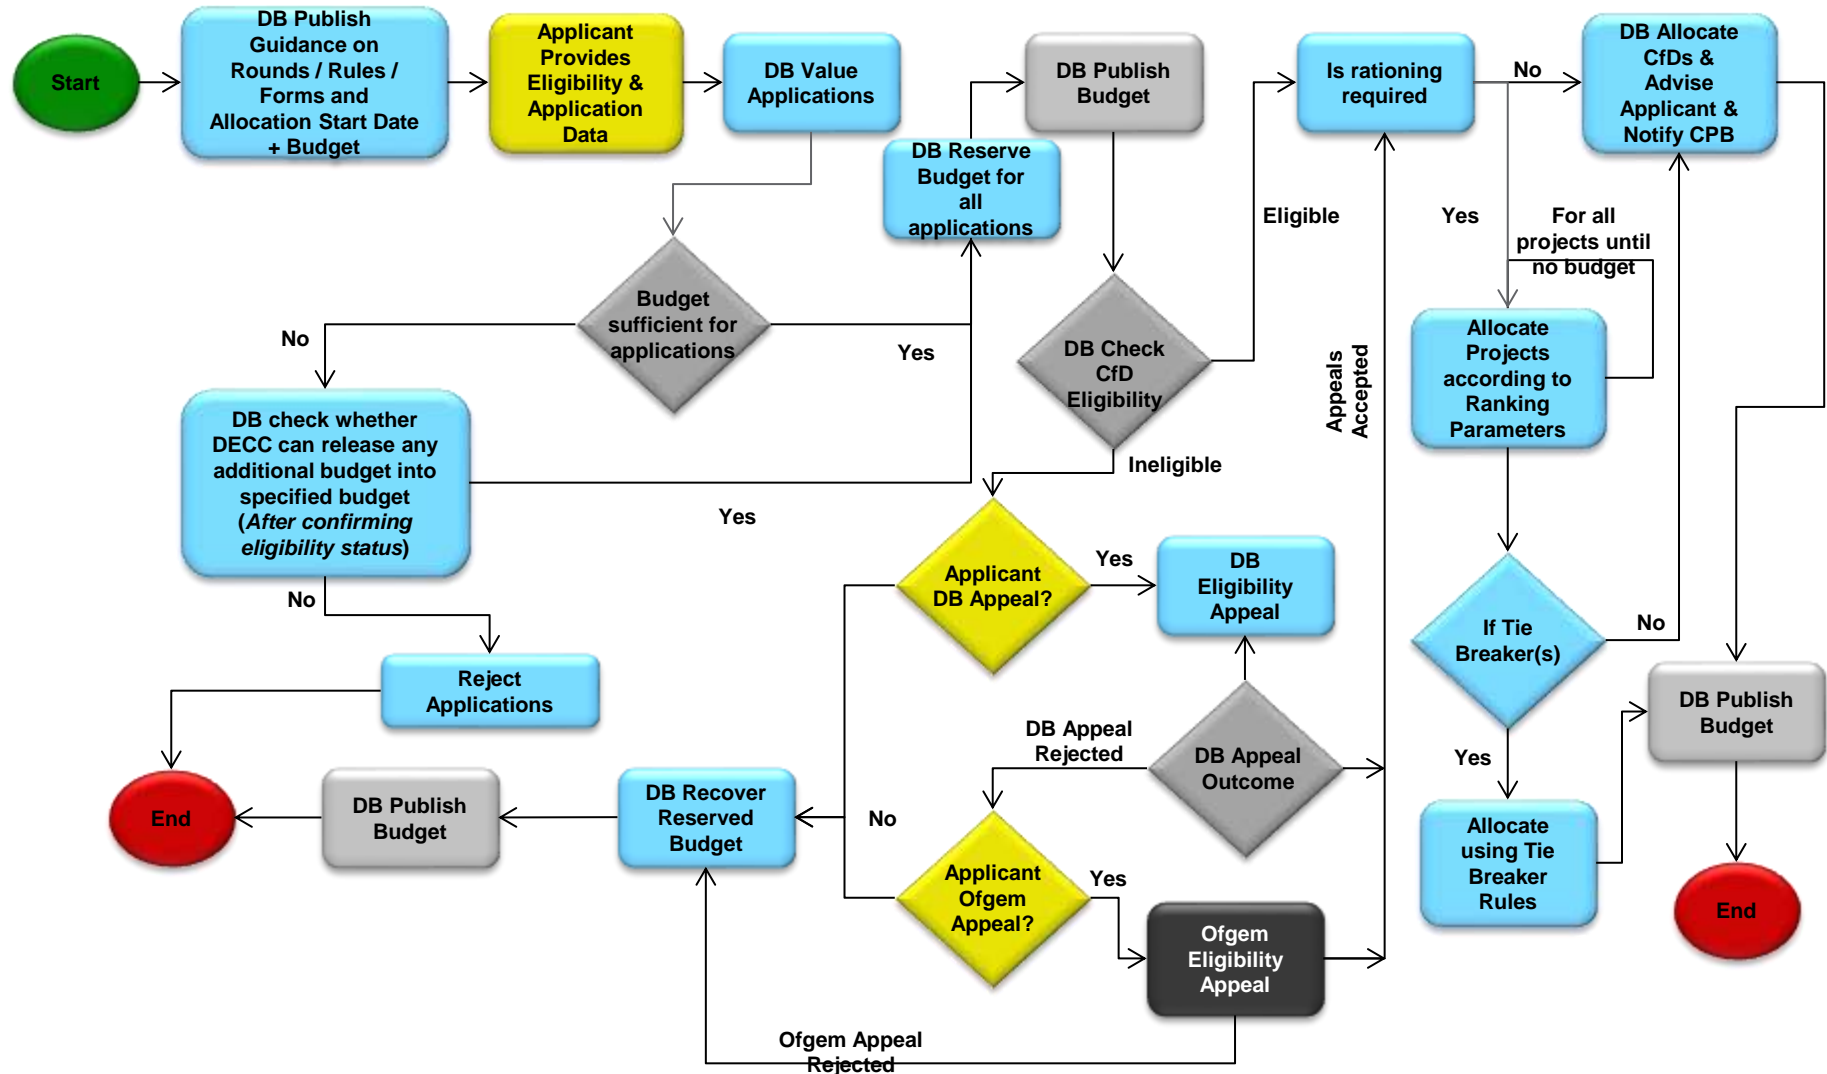 Start
DB Publish
Guidance on
Rounds / Rules /
Forms and
Allocation Start Date
+ Budget
Applicant
Provides
Eligibility &
Application
Data
DB Value
Applications
DB Publish
Budget
DB Reserve
Budget for
all
applications
Is rationing
required
No
DB Allocate
CfDs &
Advise
Applicant &
Notify CPB
Eligible
Yes
For all
projects until
no budget
Budget
sufficient for
applications
No
Yes
DB Check
CfD
Eligibility
Appeals
Accepted
Allocate
Projects
according to
Ranking
Parameters
DB check whether
DECC can release any
additional budget into
specified budget
(After confirming
eligibility status)
Yes
No
Ineligible
Applicant
DB Appeal?
Yes
DB
Eligibility
Appeal
If Tie
Breaker(s)
No
Yes
Reject
Applications
DB Publish
Budget
DB Appeal
Rejected
DB Appeal
Outcome
End
DB Publish
Budget
DB Recover
Reserved
Budget
No
Applicant
Ofgem
Appeal?
Yes
Ofgem
Eligibility
Appeal
Allocate
using Tie
Breaker
Rules
End
Ofgem Appeal
Rejected